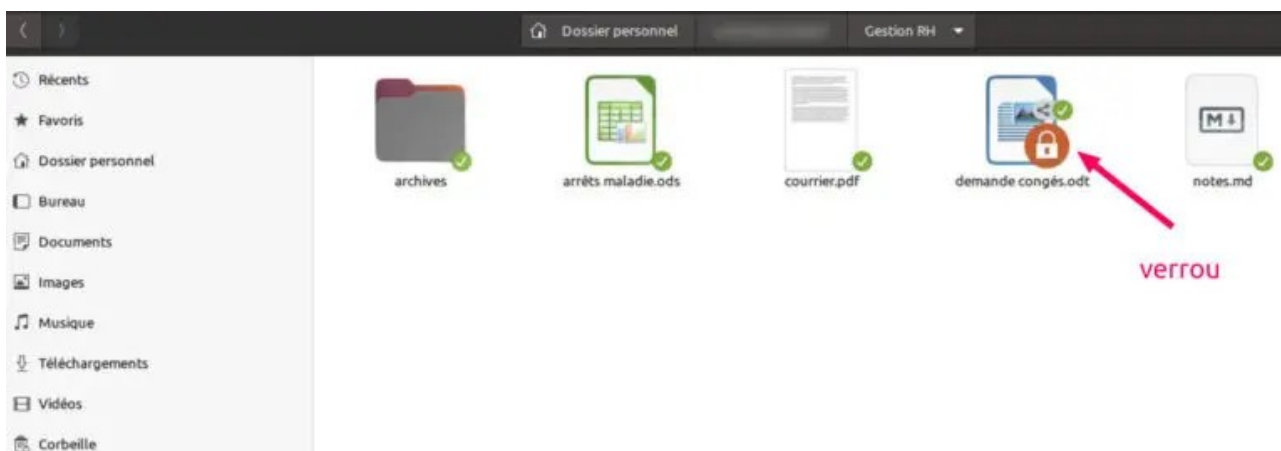 Dossier personnel
Gestion RH
Récents
Favoris
Dossier personnel
Bureau
Documents
Images
Musique
Téléchargements
Vidéos
Corbeille
archives
arrêts maladie.ods
courrier.pdf
demande congés.odt
M
notes.md
verrou